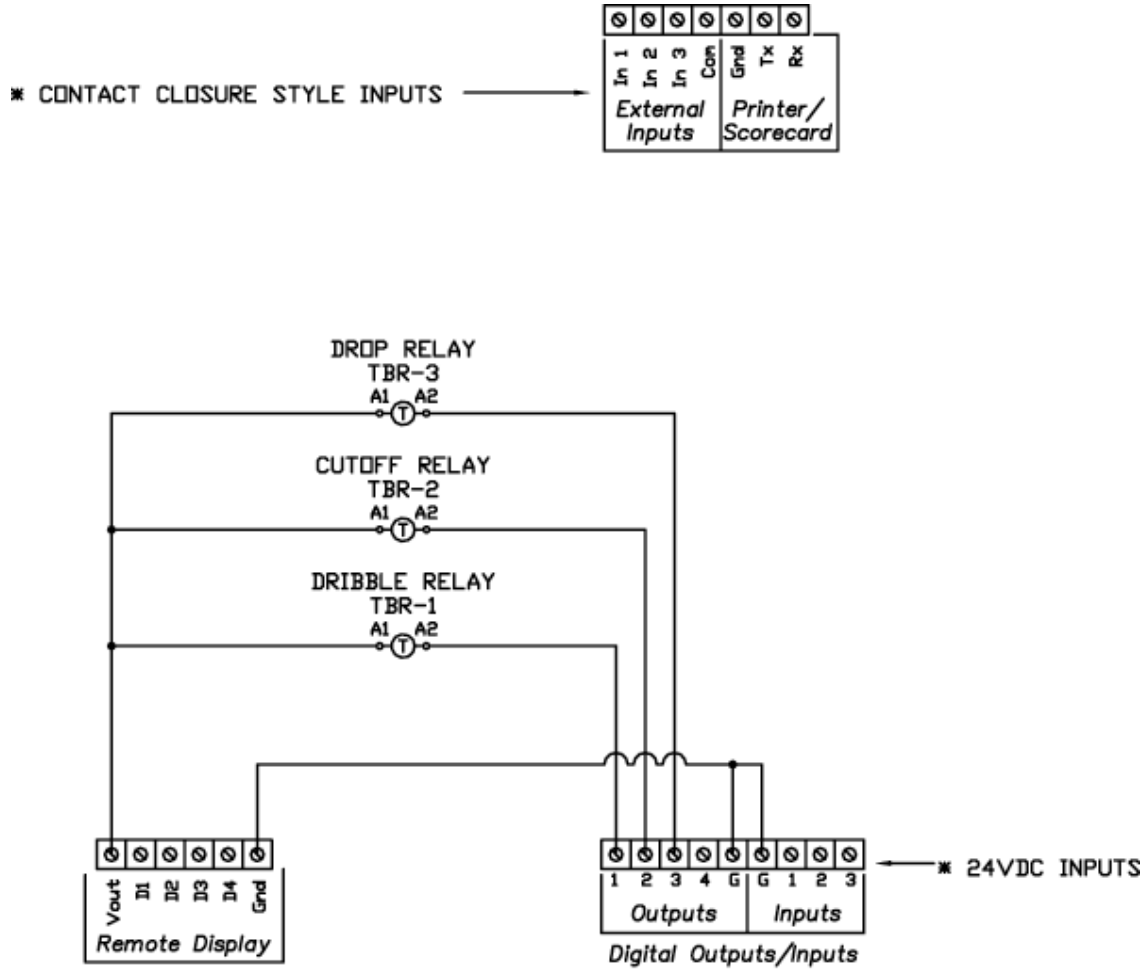 In 1 In 2 In 3 Com Gnd Tx Rx
* CONTACT CLOSURE STYLE INPUTS
External Inputs
Printer/ Scorecard
DROP RELAY
TBR-3
A1 T A2
CUTOFF RELAY
TBR-2
A1 T A2
DRIBBLE RELAY
TBR-1
A1 T A2
Vout D1 D2 D3 D4 Gnd
Remote Display
1 2 3 4 G G 1 2 3
* 24VDC INPUTS
Outputs Inputs
Digital Outputs/Inputs